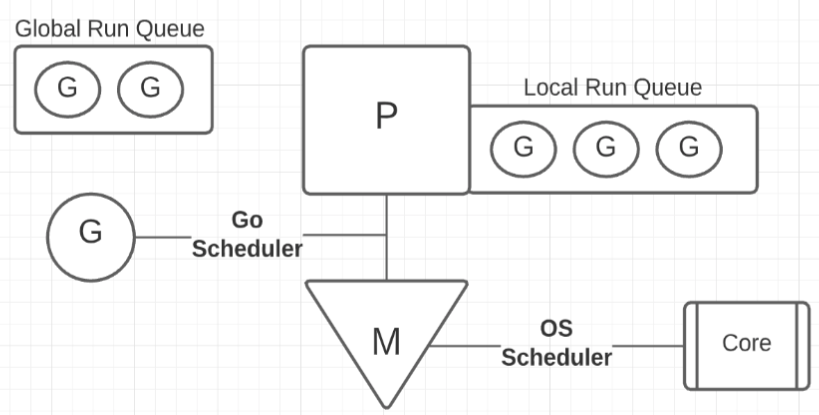 Global Run Queue
G G
P
Local Run Queue
G G G
G
Go
Scheduler
M
OS
Scheduler
Core